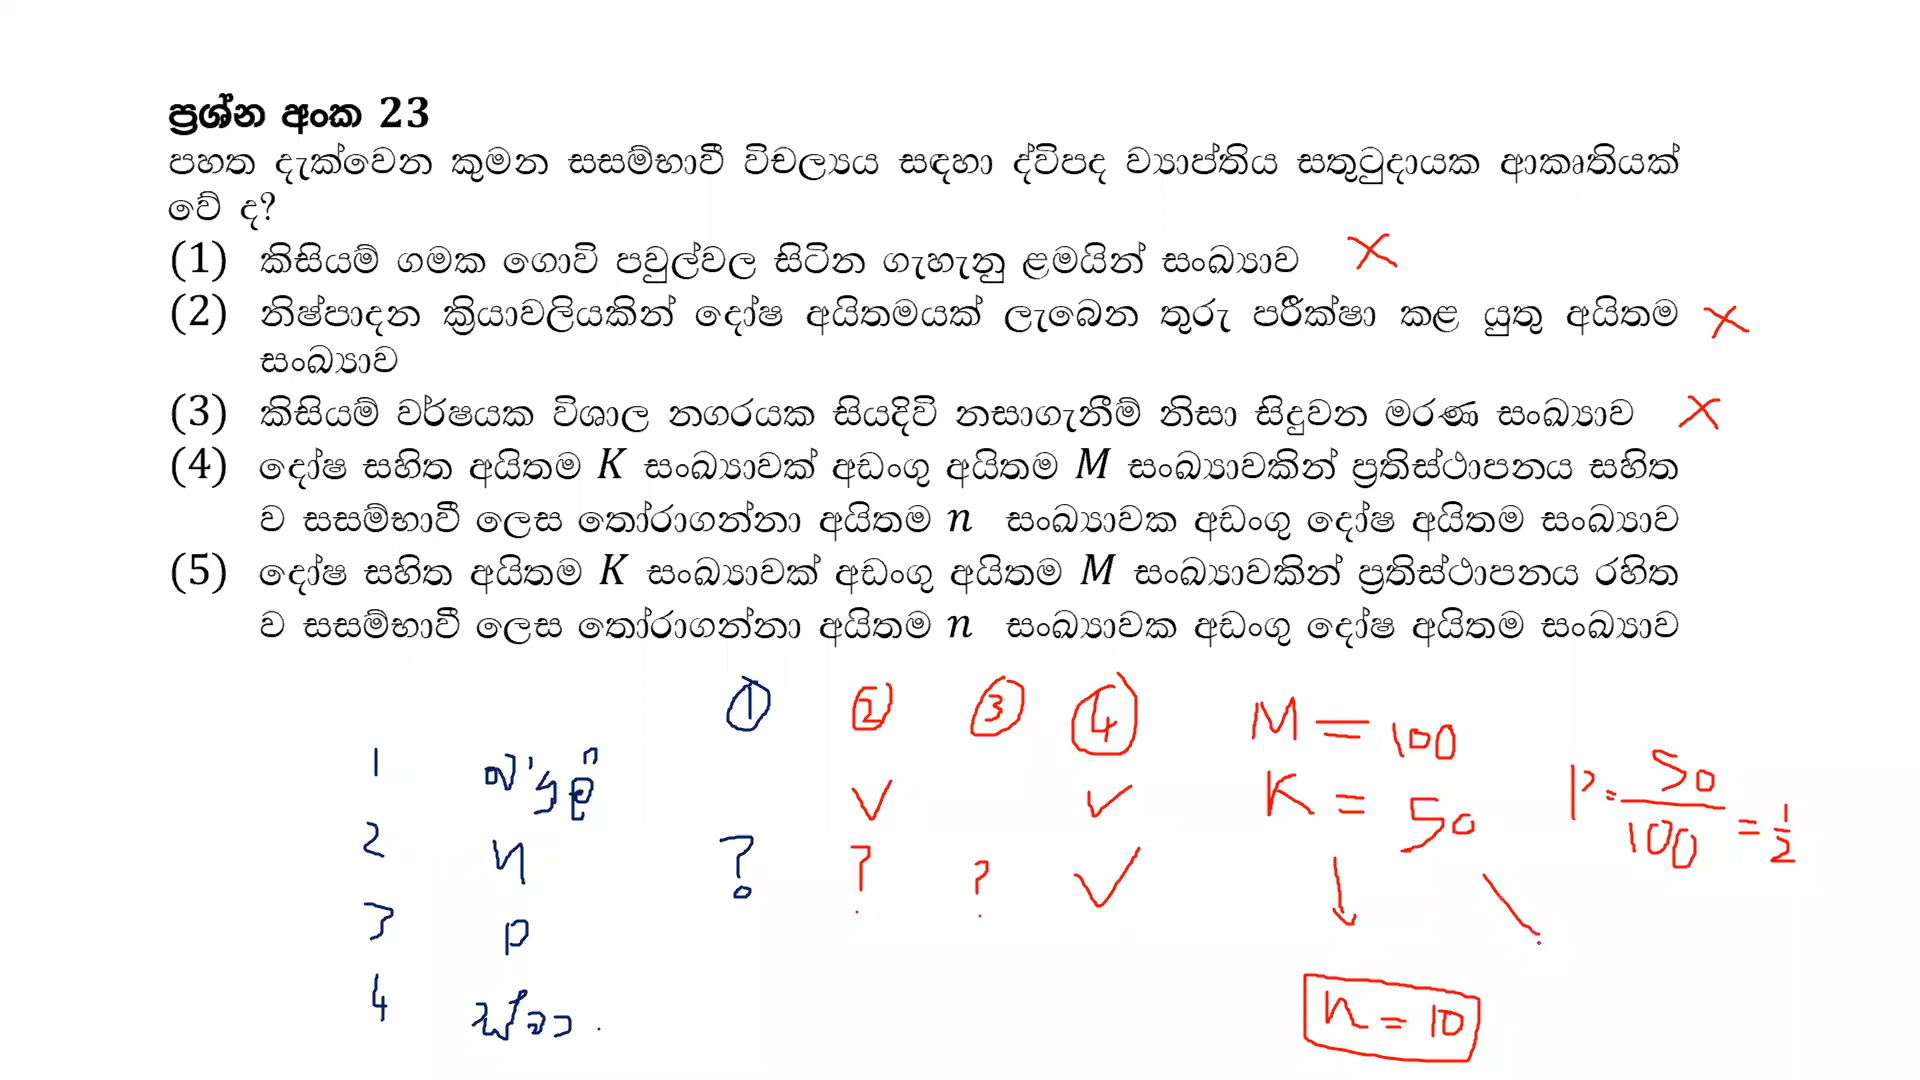 ප්‍රශ්න අංක 23
පහත දැක්වෙන කුමන සසම්භාවී විචල්‍යය සඳහා ද්විපද ව්‍යාප්තිය සතුටුදායක ආකෘතියක්
වේ ද?
(1) කිසියම් ගමක ගොවි පවුල්වල සිටින ගැහැනු ළමයින් සංඛ්‍යාව
(2) නිෂ්පාදන ක්‍රියාවලියකින් දෝෂ අයිතමයක් ලැබෙන තුරු පරීක්ෂා කළ යුතු අයිතම
සංඛ්‍යාව
(3) කිසියම් වර්ෂයක විශාල නගරයක සියදිවි නසාගැනීම් නිසා සිදුවන මරණ සංඛ්‍යාව
(4) දෝෂ සහිත අයිතම K සංඛ්‍යාවක් අඩංගු අයිතම M සංඛ්‍යාවකින් ප්‍රතිස්ථාපනය සහිත
ව සසම්භාවී ලෙස තෝරාගන්නා අයිතම n සංඛ්‍යාවක අඩංගු දෝෂ අයිතම සංඛ්‍යාව
(5) දෝෂ සහිත අයිතම K සංඛ්‍යාවක් අඩංගු අයිතම M සංඛ්‍යාවකින් ප්‍රතිස්ථාපනය රහිත
ව සසම්භාවී ලෙස තෝරාගන්නා අයිතම n සංඛ්‍යාවක අඩංගු දෝෂ අයිතම සංඛ්‍යාව
1 2 3 4 M = 100
1 K = 50 P = 50/100 = 1/2
2 n ? ? ?
3 p
4
n = 10